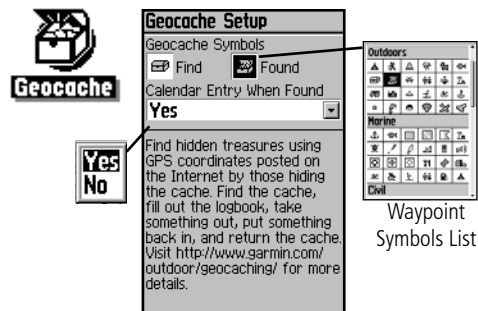 Geocache
Geocache Setup
Geocache Symbols
Find Found
Calendar Entry When Found
Yes
Yes
No
Find hidden treasures using
GPS coordinates posted on
the Internet by those hiding
the cache. Find the cache,
fill out the logbook, take
something out, put something
back in, and return the cache.
Visit http://www.garmin.com/
outdoor/geocaching/ for more
details.
Outdoors
Marine
Civil
Waypoint
Symbols List